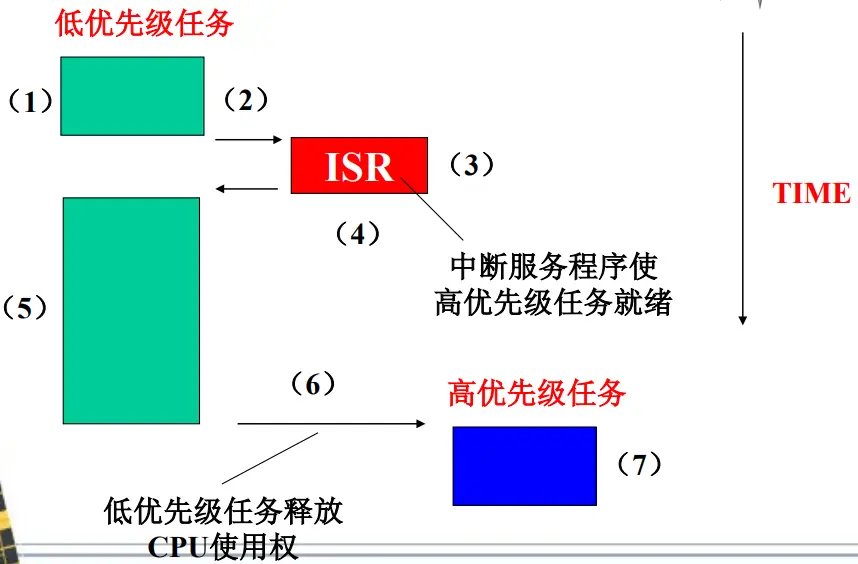 低优先级任务
（1）
（2）
ISR
（3）
TIME
（4）
中断服务程序使
高优先级任务就绪
（5）
（6）
高优先级任务
（7）
低优先级任务释放
CPU使用权